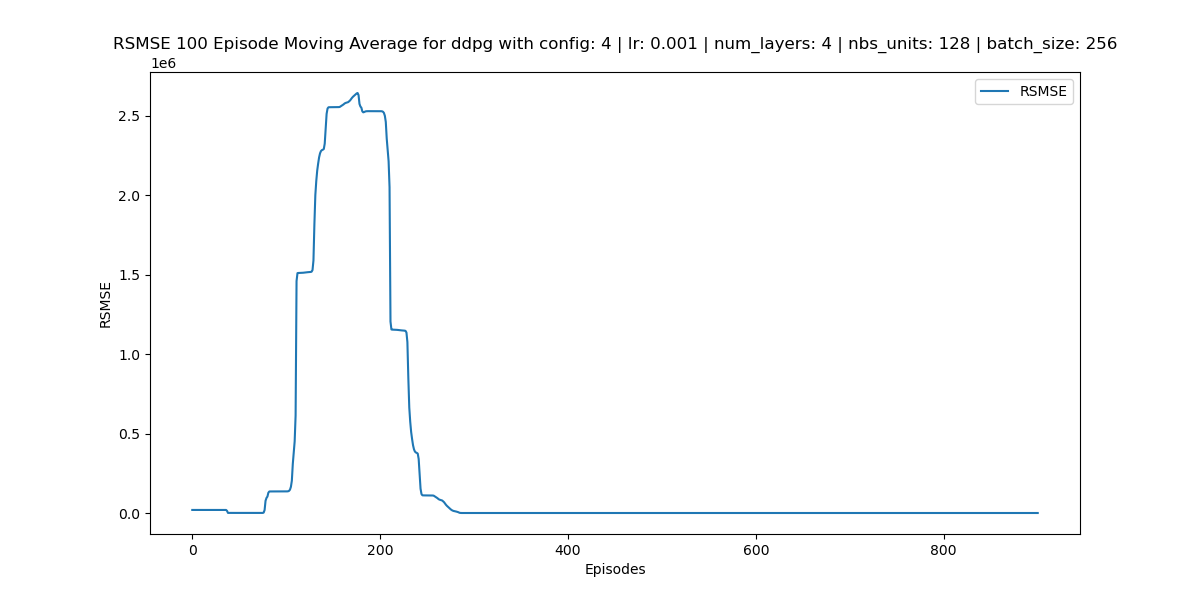 RSMSE 100 Episode Moving Average for ddpg with config: 4 | lr: 0.001 | num_layers: 4 | nbs_units: 128 | batch_size: 256
1e6
RSMSE
2.5
2.0
1.5
1.0
0.5
0.0
RSMSE
0 200 400 600 800
Episodes